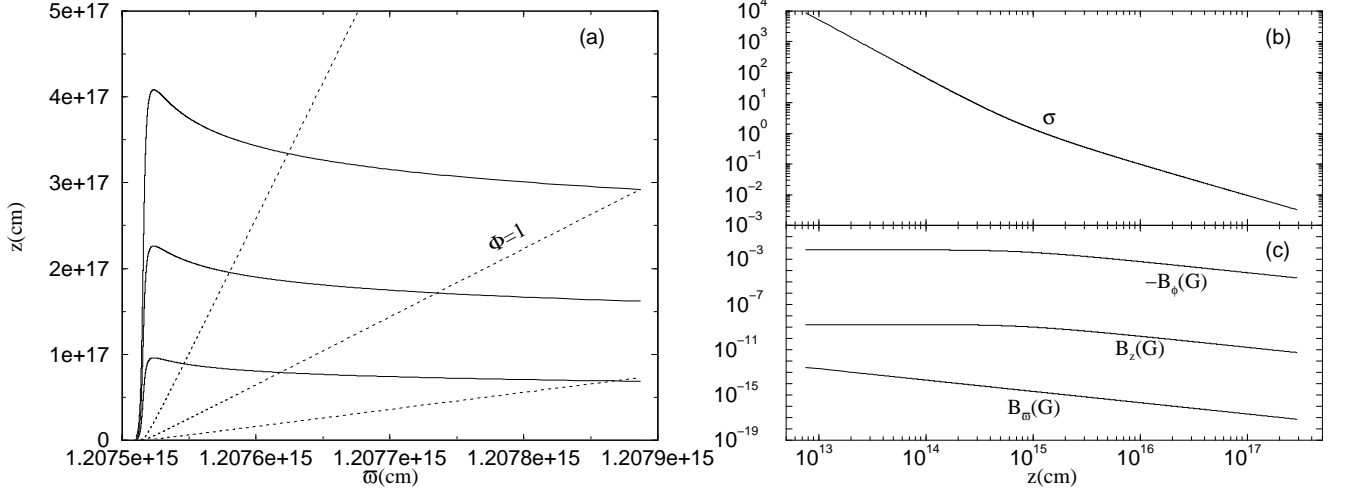 (a)
5e+17
4e+17
3e+17
2e+17
1e+17
0
z(cm)
Φ=1
1.2075e+15 1.2076e+15 1.2077e+15 1.2078e+15 1.2079e+15
ϖ(cm)
(b)
10^4
10^3
10^2
10^1
10^0
10^−1
10^−2
10^−3
σ
(c)
10^−3
10^−7
10^−11
10^−15
10^−19
−B_ϕ(G)
B_z(G)
B_ϖ(G)
10^13 10^14 10^15 10^16 10^17
z(cm)